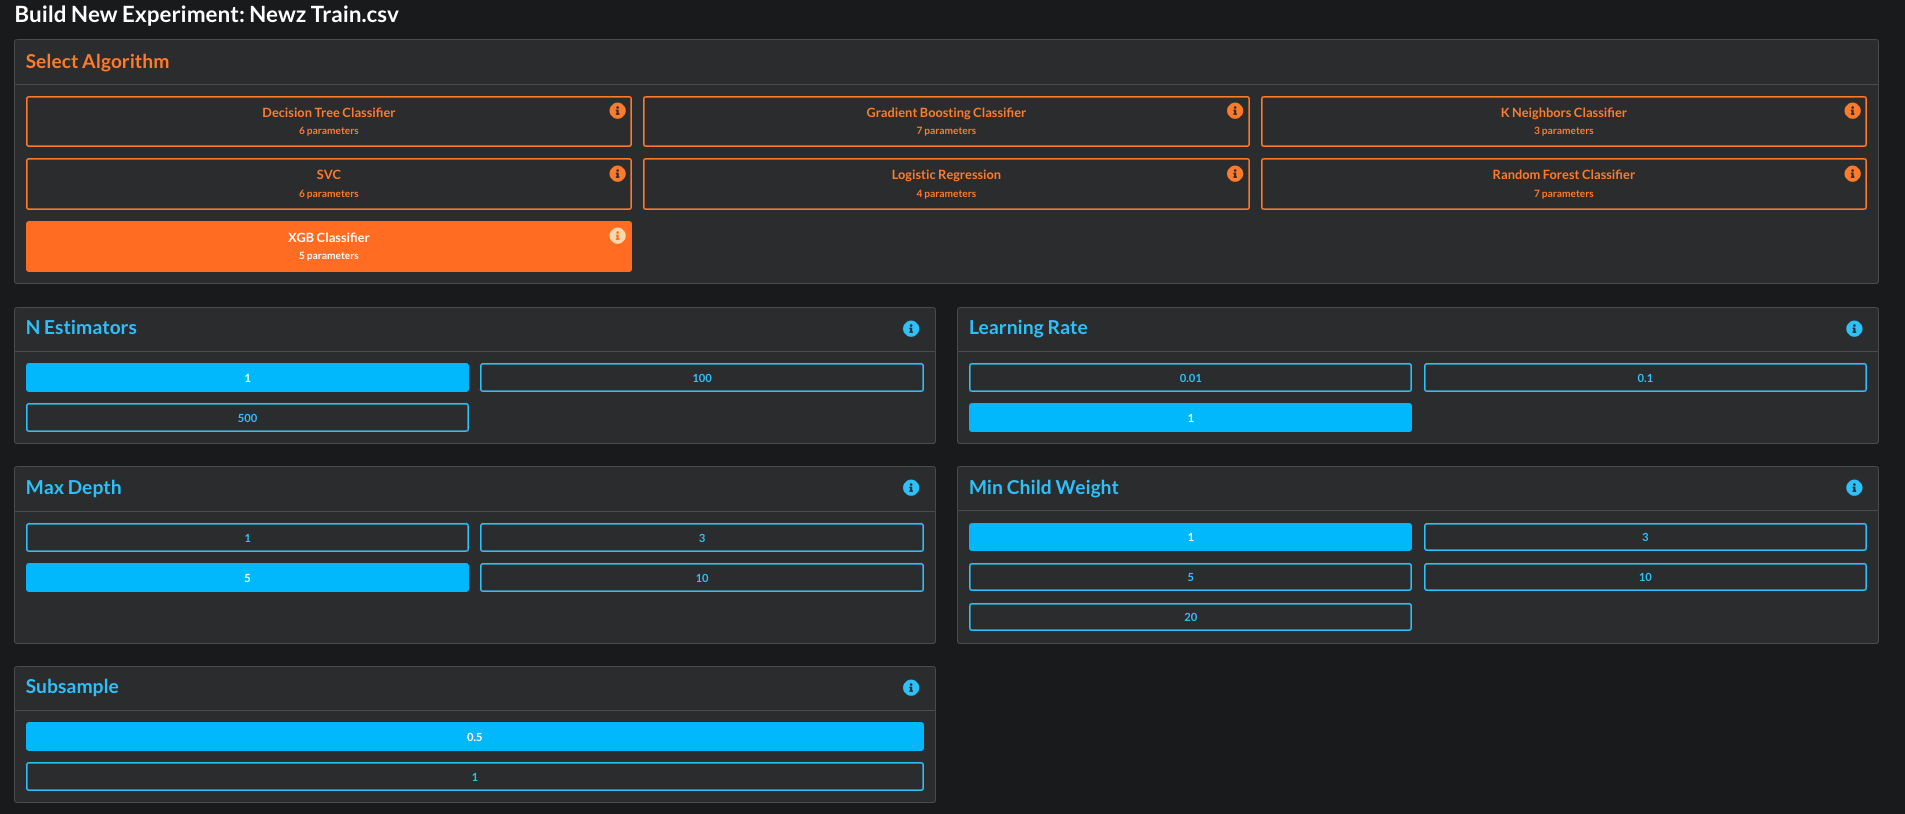 Build New Experiment: Newz Train.csv
Select Algorithm
Decision Tree Classifier
6 parameters
Gradient Boosting Classifier
7 parameters
K Neighbors Classifier
3 parameters
SVC
6 parameters
Logistic Regression
4 parameters
Random Forest Classifier
7 parameters
XGB Classifier
5 parameters
N Estimators
1
100
500
Learning Rate
0.01
0.1
1
Max Depth
1
3
5
10
Min Child Weight
1
3
5
10
20
Subsample
0.5
1